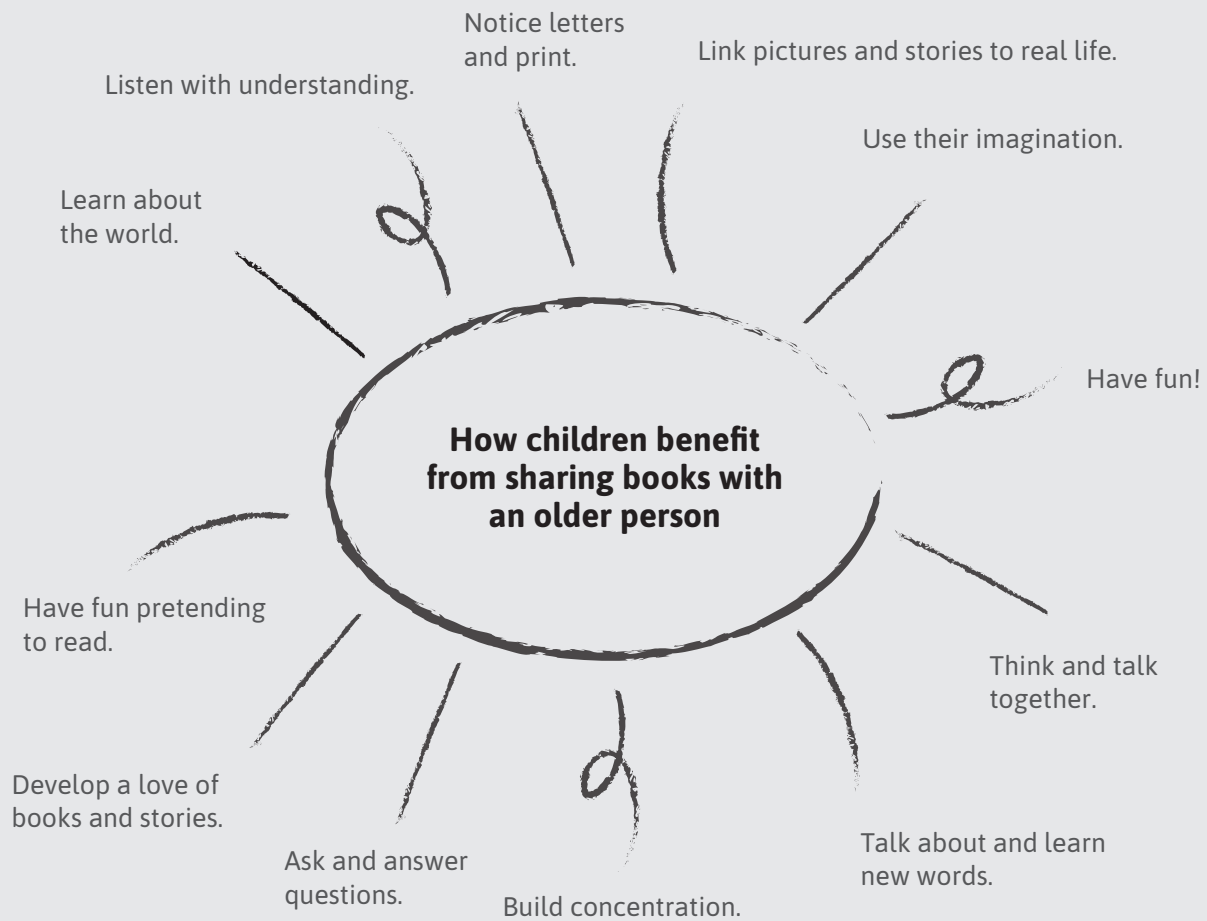 Notice letters
and print.
Link pictures and stories to real life.
Listen with understanding.
Use their imagination.
Learn about
the world.
Have fun!
How children benefit
from sharing books with
an older person
Have fun pretending
to read.
Think and talk
together.
Develop a love of
books and stories.
Ask and answer
questions.
Talk about and learn
new words.
Build concentration.